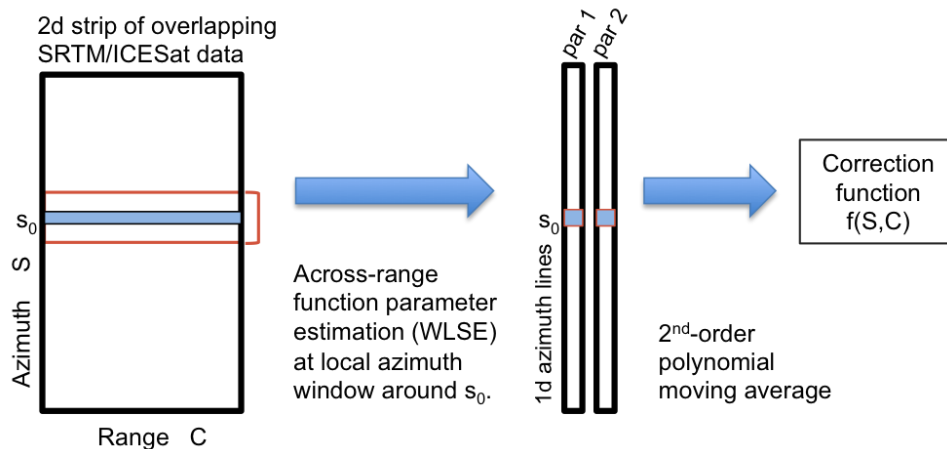 2d strip of overlapping
SRTM/ICESat data
s₀
Azimuth S
Range C
Across-range
function parameter
estimation (WLSE)
at local azimuth
window around s₀.
par 1
par 2
s₀
1d azimuth lines
2ⁿᵈ-order
polynomial
moving average
Correction
function
f(S,C)